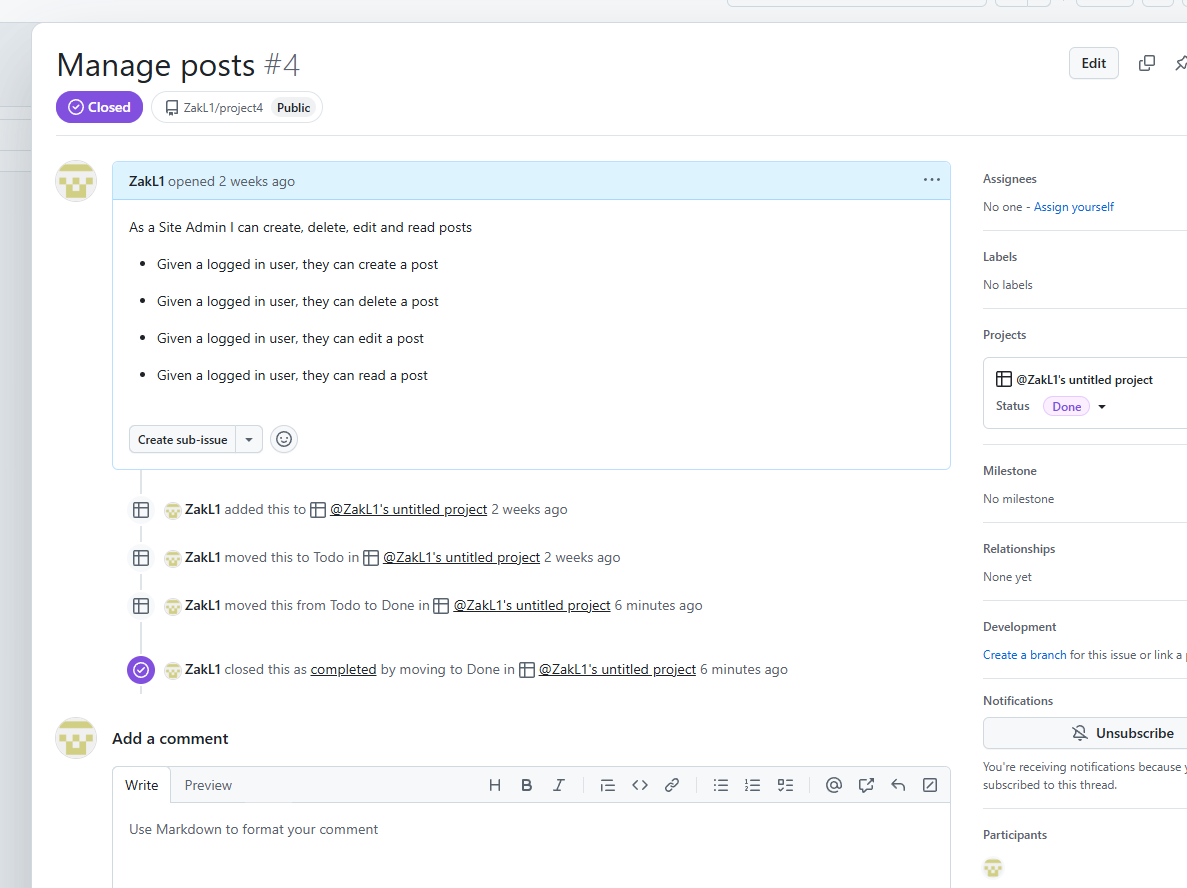 Manage posts #4
Edit
Closed
ZakL1/project4
Public
ZakL1 opened 2 weeks ago
As a Site Admin I can create, delete, edit and read posts
Given a logged in user, they can create a post
Given a logged in user, they can delete a post
Given a logged in user, they can edit a post
Given a logged in user, they can read a post
Create sub-issue
ZakL1 added this to @ZakL1's untitled project 2 weeks ago
ZakL1 moved this to Todo in @ZakL1's untitled project 2 weeks ago
ZakL1 moved this from Todo to Done in @ZakL1's untitled project 6 minutes ago
ZakL1 closed this as completed by moving to Done in @ZakL1's untitled project 6 minutes ago
Add a comment
Write
Preview
Use Markdown to format your comment
Assignees
No one - Assign yourself
Labels
No labels
Projects
@ZakL1's untitled project
Status
Done
Milestone
No milestone
Relationships
None yet
Development
Create a branch for this issue or link a
Notifications
Unsubscribe
You're receiving notifications because
subscribed to this thread.
Participants